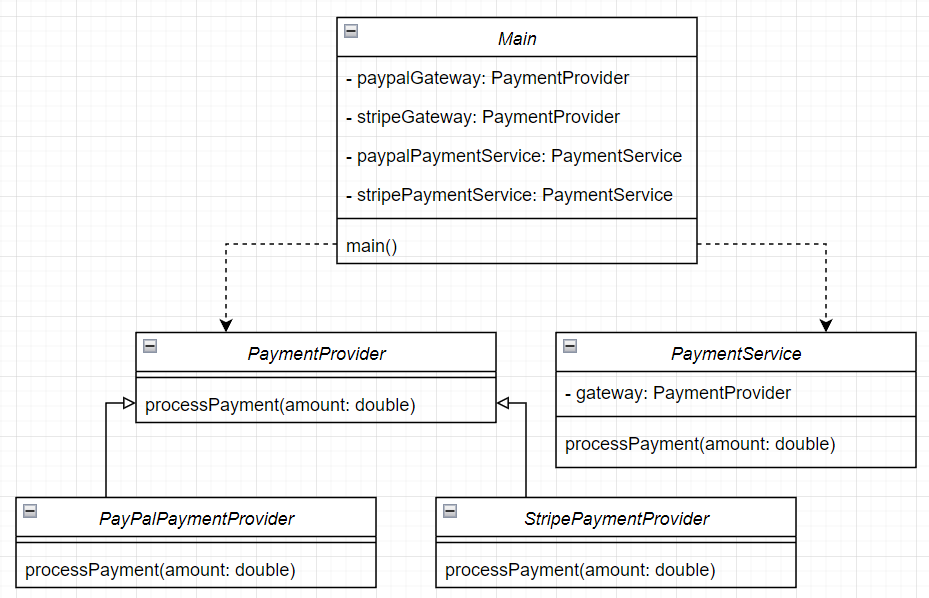 Main
- paypalGateway: PaymentProvider
- stripeGateway: PaymentProvider
- paypalPaymentService: PaymentService
- stripePaymentService: PaymentService
main()
PaymentProvider
processPayment(amount: double)
PaymentService
- gateway: PaymentProvider
processPayment(amount: double)
PayPalPaymentProvider
processPayment(amount: double)
StripePaymentProvider
processPayment(amount: double)